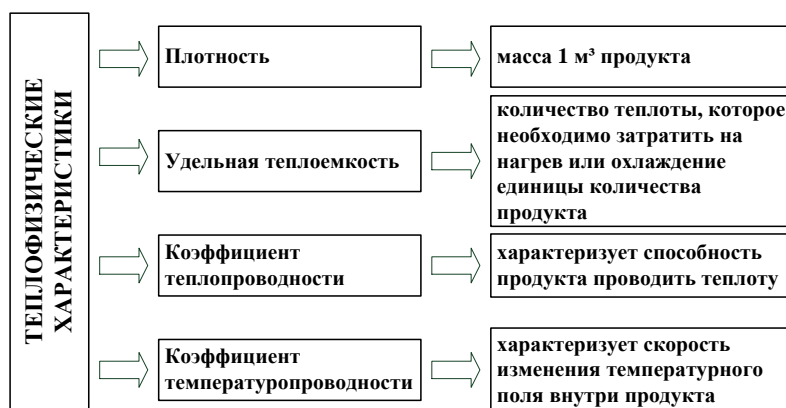 ТЕПЛОФИЗИЧЕСКИЕ
ХАРАКТЕРИСТИКИ
Плотность
масса 1 м³ продукта
Удельная теплоемкость
количество теплоты, которое
необходимо затратить на
нагрев или охлаждение
единицы количества
продукта
Коэффициент
теплопроводности
характеризует способность
продукта проводить теплоту
Коэффициент
температуропроводности
характеризует скорость
изменения температурного
поля внутри продукта